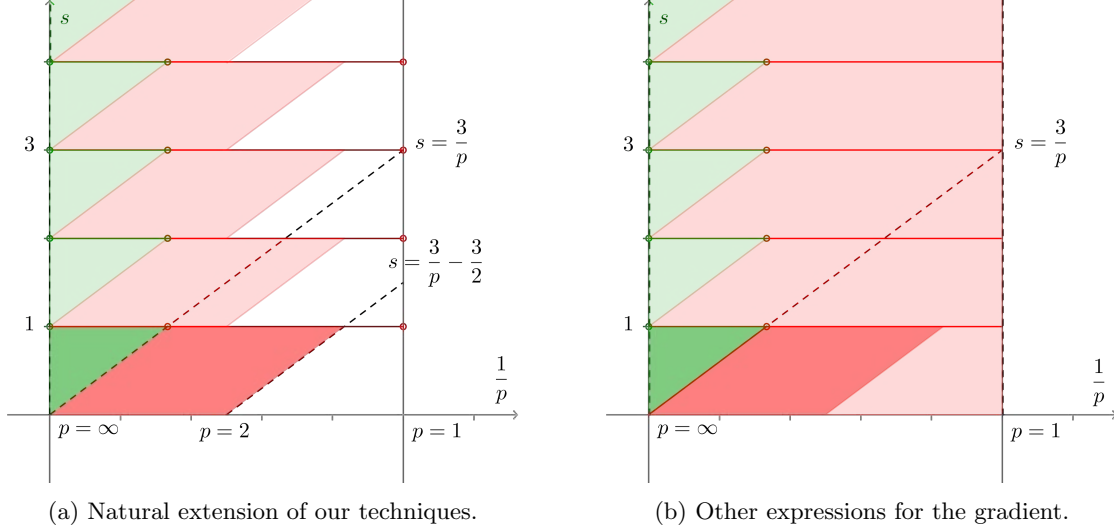 s
3
s = 3/p
s = 3/p − 3/2
1
1/p
p = ∞
p = 2
p = 1
(a) Natural extension of our techniques.
s
3
s = 3/p
1
1/p
p = ∞
p = 1
(b) Other expressions for the gradient.